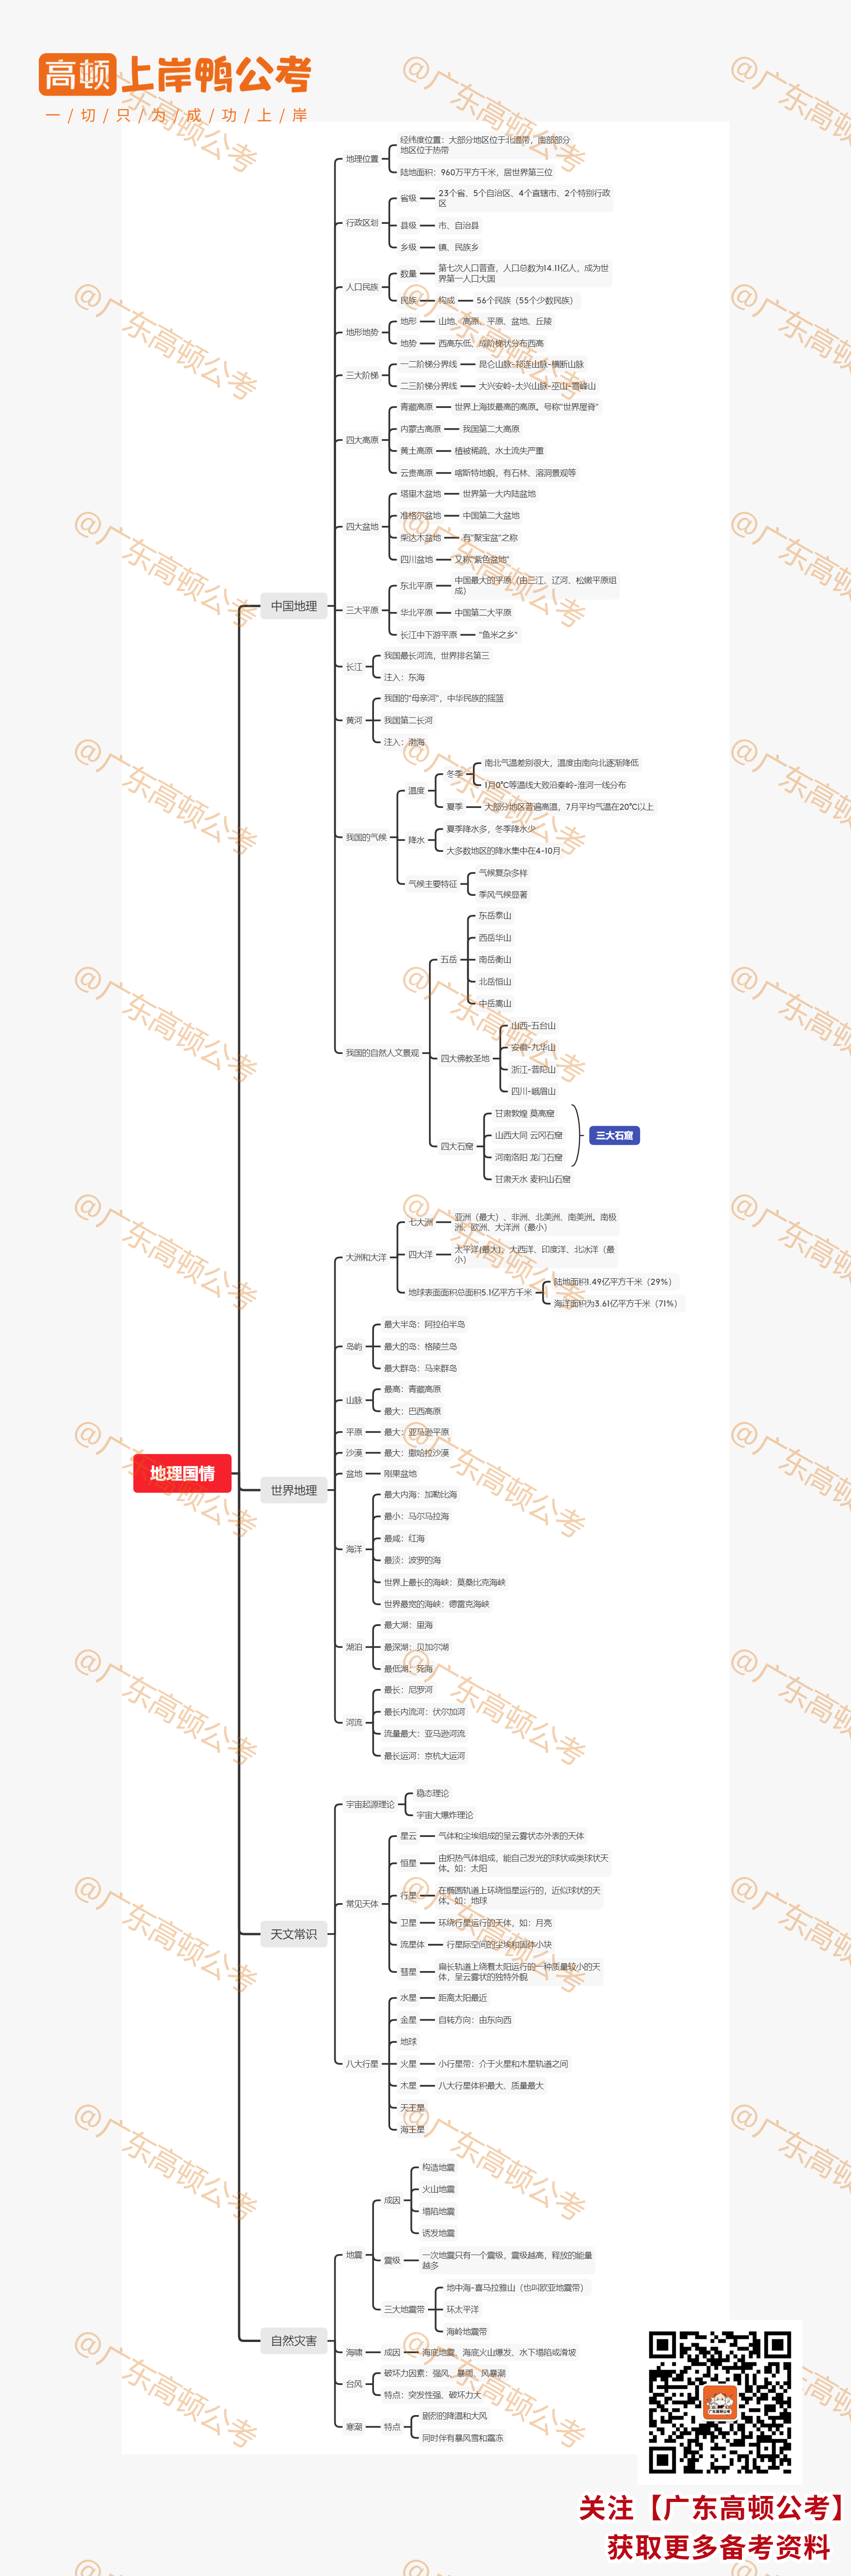 高顿上岸鸭公考
一/切/只/为/成/功/上/岸
地理国情
中国地理
地理位置
经纬度位置：大部分地区位于北温带，南部部分
地区位于热带
陆地面积：960万平方千米，居世界第三位
行政区划
省级
23个省、5个自治区、4个直辖市、2个特别行政
区
县级
市、自治县
乡级
镇、民族乡
人口民族
数量
第七次人口普查，人口总数为14.11亿人，成为世
界第一人口大国
民族
构成
56个民族（55个少数民族）
地形地势
地形
山地、高原、平原、盆地、丘陵
地势
西高东低、成阶梯状分布西高
三大阶梯
一二阶梯分界线
昆仑山脉-祁连山脉-横断山脉
二三阶梯分界线
大兴安岭-太兴山脉-巫山-雪峰山
四大高原
青藏高原
世界上海拔最高的高原。号称"世界屋脊"
内蒙古高原
我国第二大高原
黄土高原
植被稀疏，水土流失严重
云贵高原
喀斯特地貌，有石林、溶洞景观等
四大盆地
塔里木盆地
世界第一大内陆盆地
准格尔盆地
中国第二大盆地
柴达木盆地
有"聚宝盆"之称
四川盆地
又称"紫色盆地"
三大平原
东北平原
中国最大的平原（由三江、辽河、松嫩平原组
成）
华北平原
中国第二大平原
长江中下游平原
"鱼米之乡"
长江
我国最长河流，世界排名第三
注入：东海
黄河
我国的"母亲河"，中华民族的摇篮
我国第二长河
注入：渤海
我国的气候
温度
冬季
南北气温差别很大，温度由南向北逐渐降低
1月0℃等温线大致沿秦岭-淮河一线分布
夏季
大部分地区普遍高温，7月平均气温在20℃以上
降水
夏季降水多，冬季降水少
大多数地区的降水集中在4-10月
气候主要特征
气候复杂多样
季风气候显著
我国的自然人文景观
五岳
东岳泰山
西岳华山
南岳衡山
北岳恒山
中岳嵩山
四大佛教圣地
山西-五台山
安徽-九华山
浙江-普陀山
四川-峨眉山
四大石窟
甘肃敦煌 莫高窟
山西大同 云冈石窟
河南洛阳 龙门石窟
甘肃天水 麦积山石窟
三大石窟
世界地理
大洲和大洋
七大洲
亚洲（最大）、非洲、北美洲、南美洲。南极
洲、欧洲、大洋洲（最小）
四大洋
太平洋(最大)、大西洋、印度洋、北冰洋（最
小）
地球表面面积总面积5.1亿平方千米
陆地面积1.49亿平方千米（29%）
海洋面积为3.61亿平方千米（71%）
岛屿
最大半岛：阿拉伯半岛
最大的岛：格陵兰岛
最大群岛：马来群岛
山脉
最高：青藏高原
最大：巴西高原
平原
最大：亚马逊平原
沙漠
最大：撒哈拉沙漠
盆地
刚果盆地
海洋
最大内海：加勒比海
最小：马尔马拉海
最咸：红海
最淡：波罗的海
世界上最长的海峡：莫桑比克海峡
世界最宽的海峡：德雷克海峡
湖泊
最大湖：里海
最深湖：贝加尔湖
最低湖：死海
河流
最长：尼罗河
最长内流河：伏尔加河
流量最大：亚马逊河流
最长运河：京杭大运河
天文常识
宇宙起源理论
稳态理论
宇宙大爆炸理论
常见天体
星云
气体和尘埃组成的呈云雾状态外表的天体
恒星
由炽热气体组成，能自己发光的球状或类球状天
体。如：太阳
行星
在椭圆轨道上环绕恒星运行的，近似球状的天
体。如：地球
卫星
环绕行星运行的天体，如：月亮
流星体
行星际空间的尘埃和固体小块
彗星
扁长轨道上绕着太阳运行的一种质量较小的天
体，呈云雾状的独特外貌
八大行星
水星
距离太阳最近
金星
自转方向：由东向西
地球
火星
小行星带：介于火星和木星轨道之间
木星
八大行星体积最大、质量最大
天王星
海王星
自然灾害
地震
成因
构造地震
火山地震
塌陷地震
诱发地震
震级
一次地震只有一个震级，震级越高，释放的能量
越多
三大地震带
地中海-喜马拉雅山（也叫欧亚地震带）
环太平洋
海岭地震带
海啸
成因
海底地震、海底火山爆发、水下塌陷或滑坡
台风
破坏力因素：强风、暴雨、风暴潮
特点：突发性强、破坏力大
寒潮
特点
剧烈的降温和大风
同时伴有暴风雪和霜冻
关注【广东高顿公考】
获取更多备考资料
@广东高顿公考